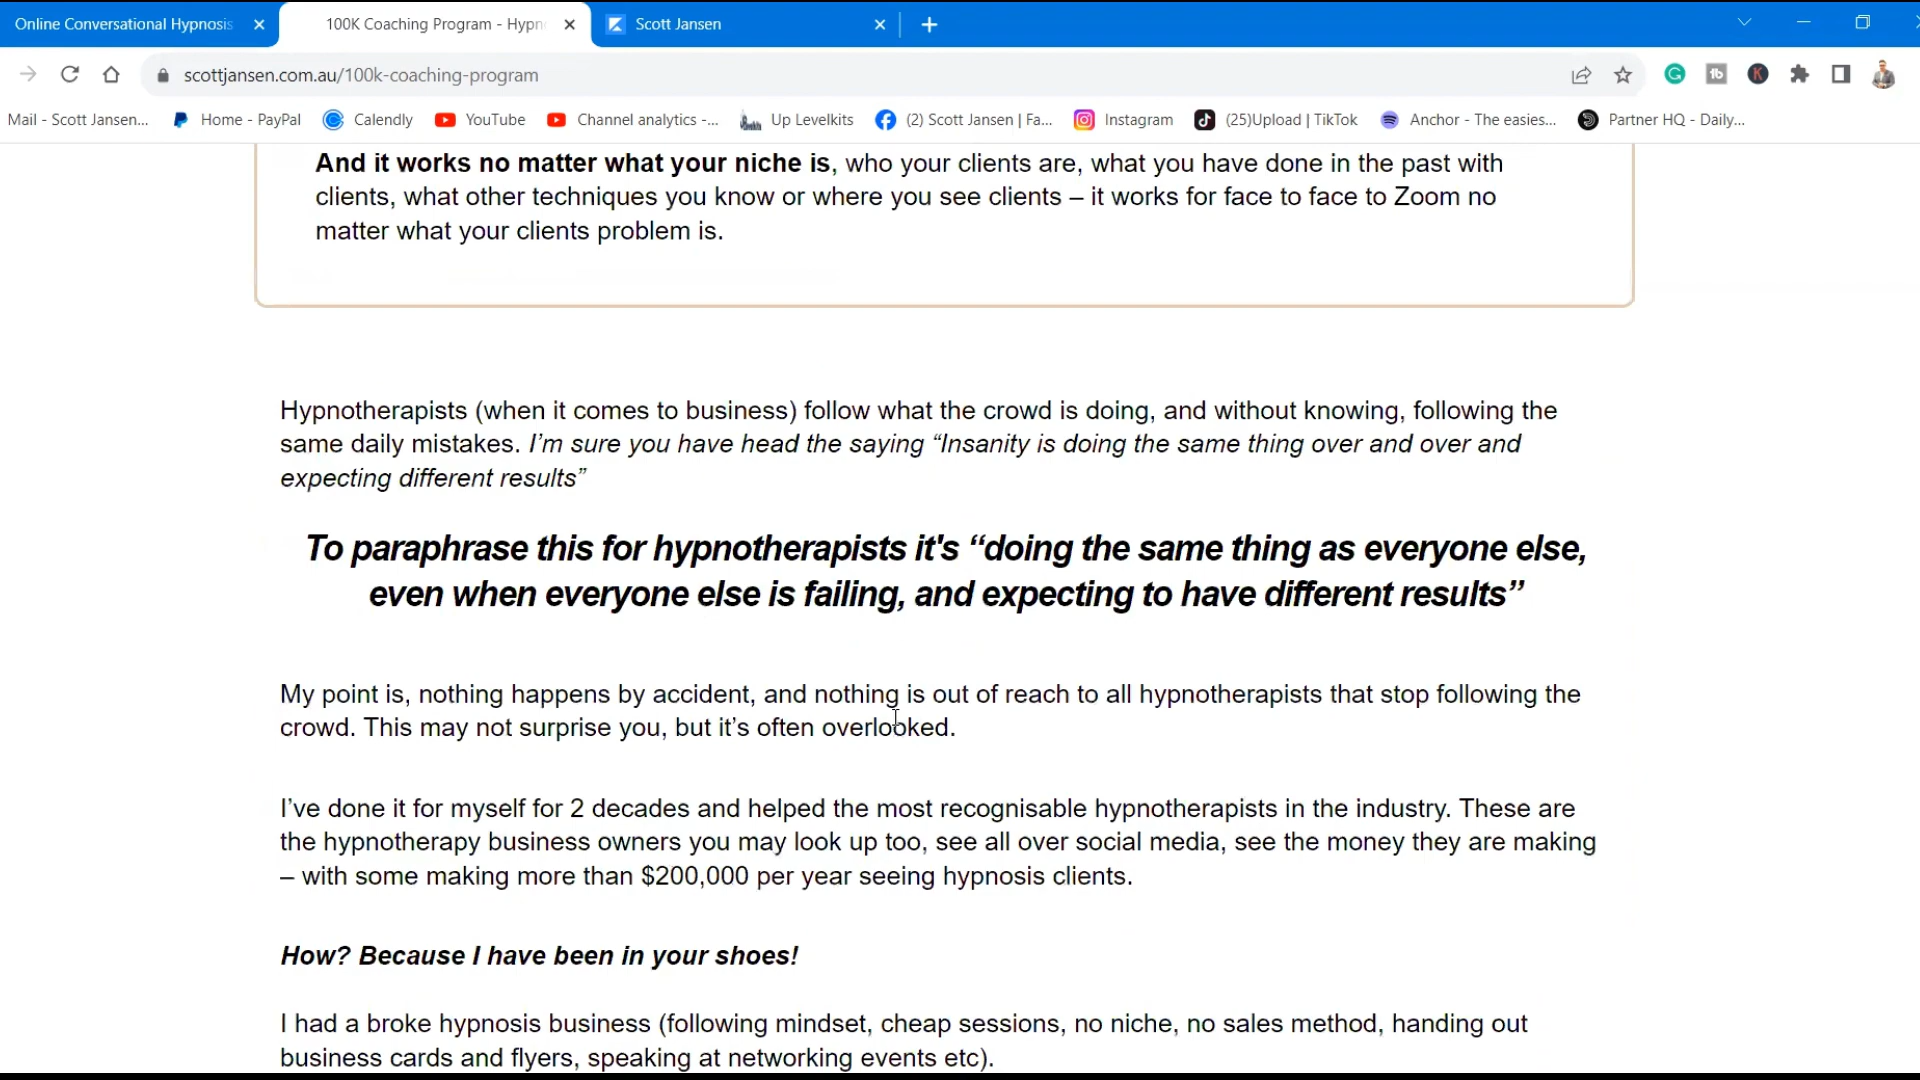 Online Conversational Hypnosis
100K Coaching Program - Hypn
Scott Jansen
scottjansen.com.au/100k-coaching-program
Mail - Scott Jansen...
Home - PayPal
Calendly
YouTube
Channel analytics -...
Up Levelkits
(2) Scott Jansen | Fa...
Instagram
(25)Upload | TikTok
Anchor - The easies...
Partner HQ - Daily...
And it works no matter what your niche is, who your clients are, what you have done in the past with
clients, what other techniques you know or where you see clients – it works for face to face to Zoom no
matter what your clients problem is.
Hypnotherapists (when it comes to business) follow what the crowd is doing, and without knowing, following the
same daily mistakes. I’m sure you have head the saying “Insanity is doing the same thing over and over and
expecting different results”
To paraphrase this for hypnotherapists it's “doing the same thing as everyone else,
even when everyone else is failing, and expecting to have different results”
My point is, nothing happens by accident, and nothing is out of reach to all hypnotherapists that stop following the
crowd. This may not surprise you, but it’s often overlooked.
I’ve done it for myself for 2 decades and helped the most recognisable hypnotherapists in the industry. These are
the hypnotherapy business owners you may look up too, see all over social media, see the money they are making
– with some making more than $200,000 per year seeing hypnosis clients.
How? Because I have been in your shoes!
I had a broke hypnosis business (following mindset, cheap sessions, no niche, no sales method, handing out
business cards and flyers, speaking at networking events etc).